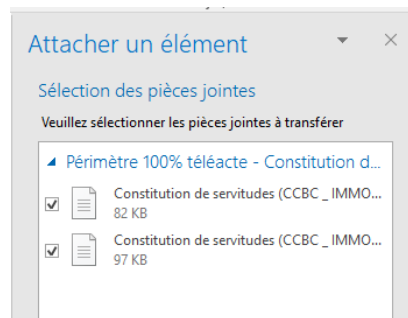 Attacher un élément
Sélection des pièces jointes
Veuillez sélectionner les pièces jointes à transférer
Périmètre 100% téléacte - Constitution d...
Constitution de servitudes (CCBC _ IMMO...
82 KB
Constitution de servitudes (CCBC _ IMMO...
97 KB